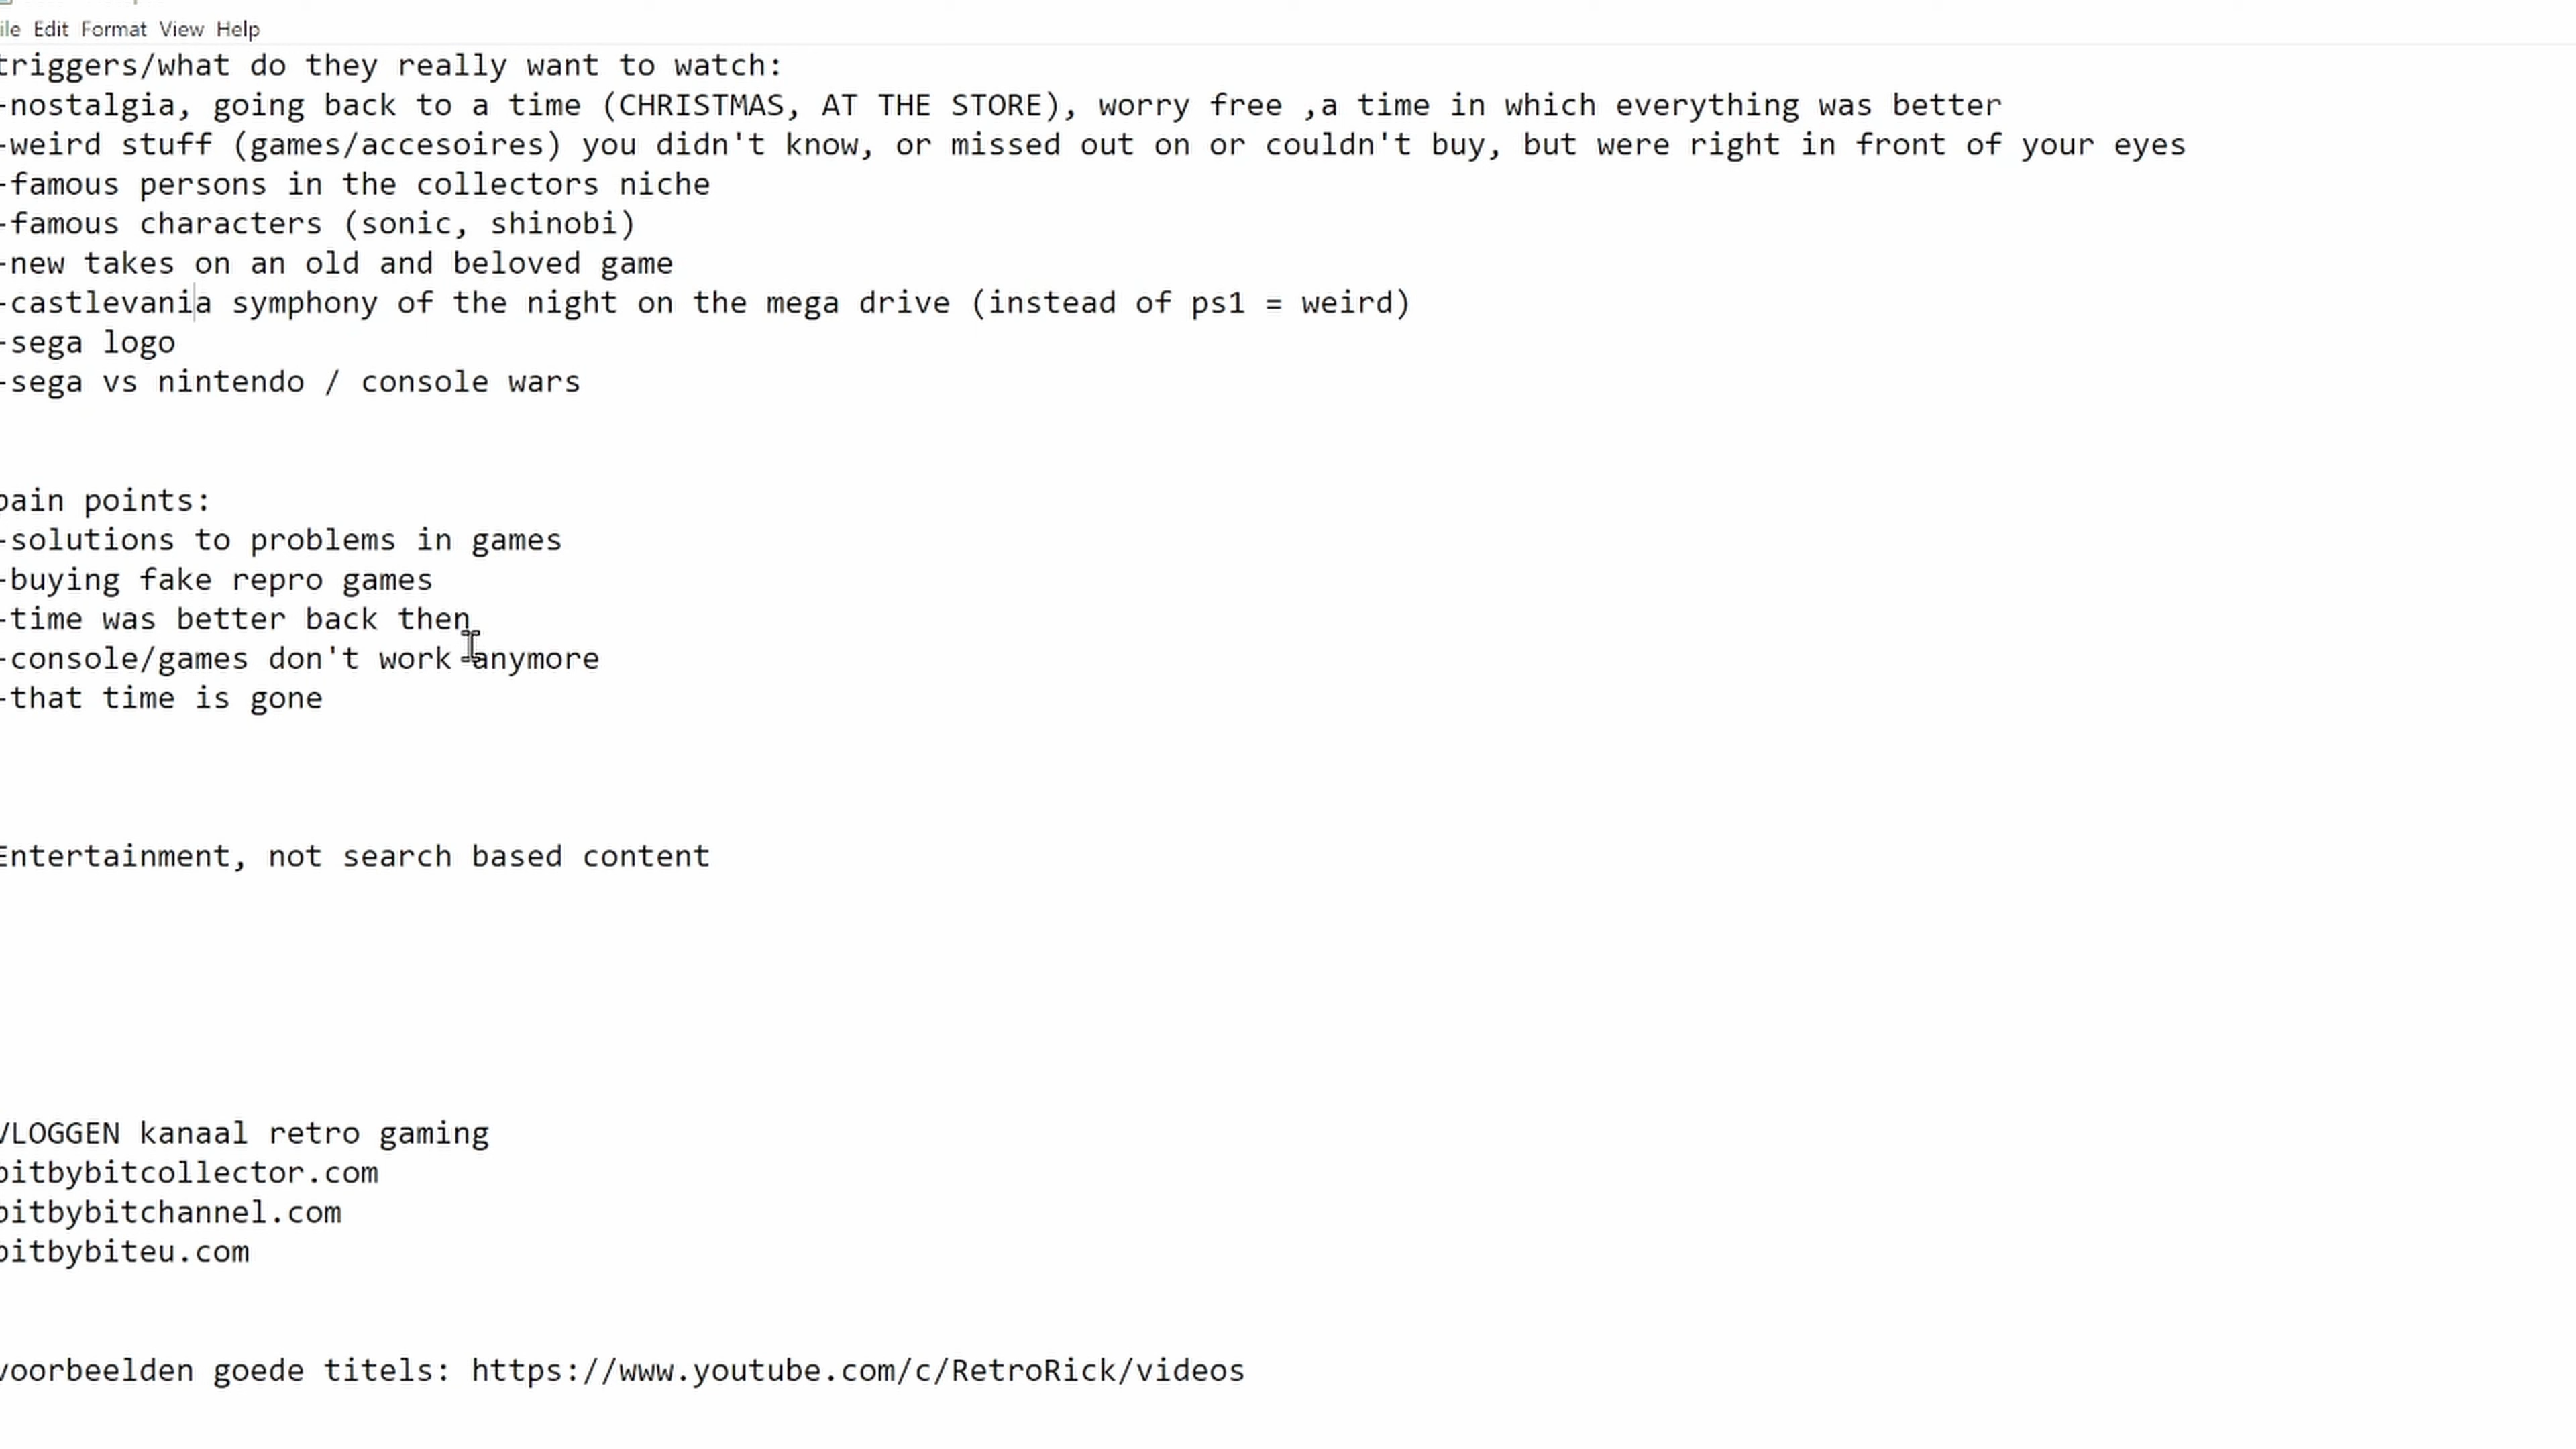 ile Edit Format View Help
triggers/what do they really want to watch:
-nostalgia, going back to a time (CHRISTMAS, AT THE STORE), worry free ,a time in which everything was better
-weird stuff (games/accesoires) you didn't know, or missed out on or couldn't buy, but were right in front of your eyes
-famous persons in the collectors niche
-famous characters (sonic, shinobi)
-new takes on an old and beloved game
-castlevania symphony of the night on the mega drive (instead of ps1 = weird)
-sega logo
-sega vs nintendo / console wars
pain points:
-solutions to problems in games
-buying fake repro games
-time was better back then
-console/games don't work anymore
-that time is gone
Entertainment, not search based content
VLOGGEN kanaal retro gaming
bitbybitcollector.com
bitbybitchannel.com
bitbybiteu.com
voorbeelden goede titels: https://www.youtube.com/c/RetroRick/videos